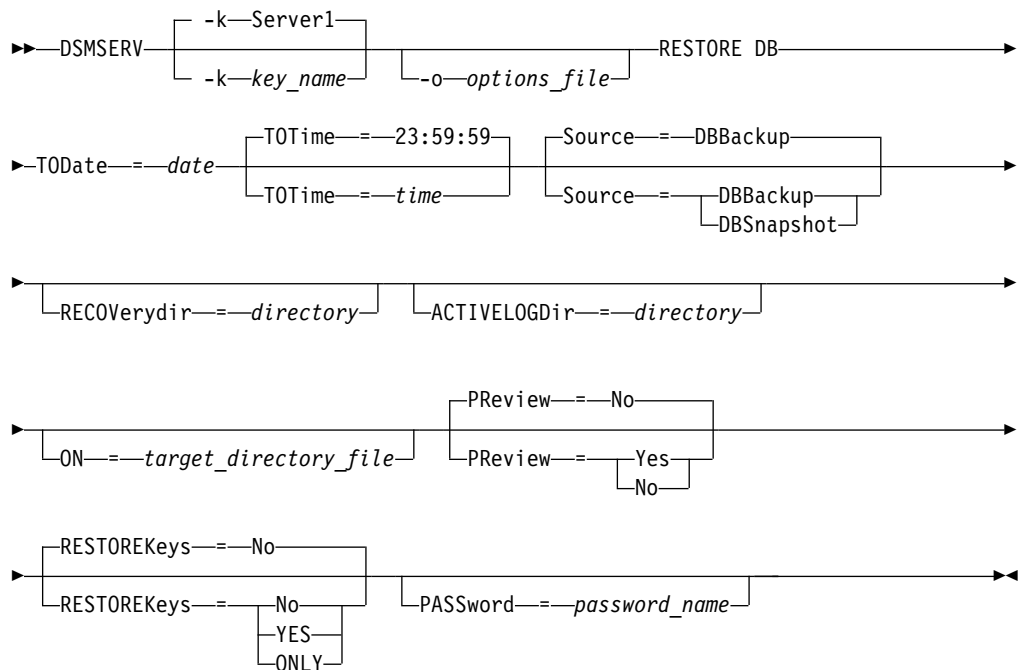 -k—Server1
DSMSERV
RESTORE DB
-k—key_name
-o—options_file
TOTime—=—23:59:59
Source—=—DBBackup
TODate—=—date
TOTime—=—time
Source—=—DBBackup
DBSnapshot
RECOVerydir—=—directory
ACTIVELOGDir—=—directory
PReview—=—No
ON—=—target_directory_file
PReview—=—Yes
No
RESTOREKeys—=—No
RESTOREKeys—=—No
PASSword—=—password_name
YES
ONLY